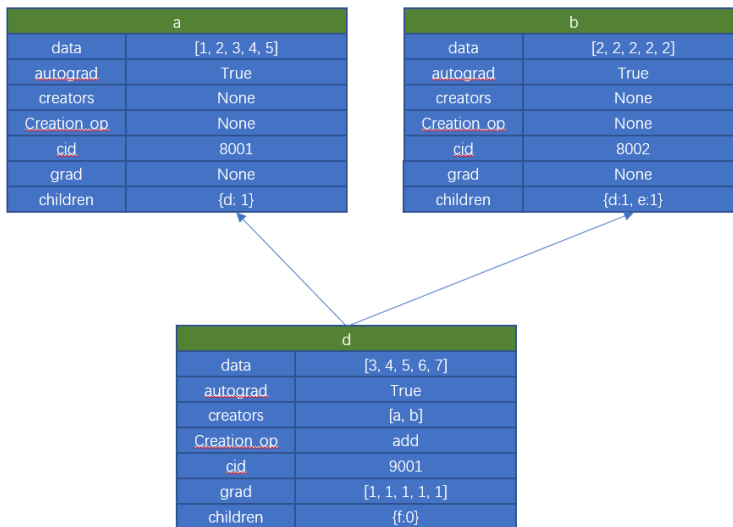 a
data [1, 2, 3, 4, 5]
autograd True
creators None
Creation_op None
cid 8001
grad None
children {d: 1}
b
data [2, 2, 2, 2, 2]
autograd True
creators None
Creation_op None
cid 8002
grad None
children {d:1, e:1}
d
data [3, 4, 5, 6, 7]
autograd True
creators [a, b]
Creation_op add
cid 9001
grad [1, 1, 1, 1, 1]
children {f:0}